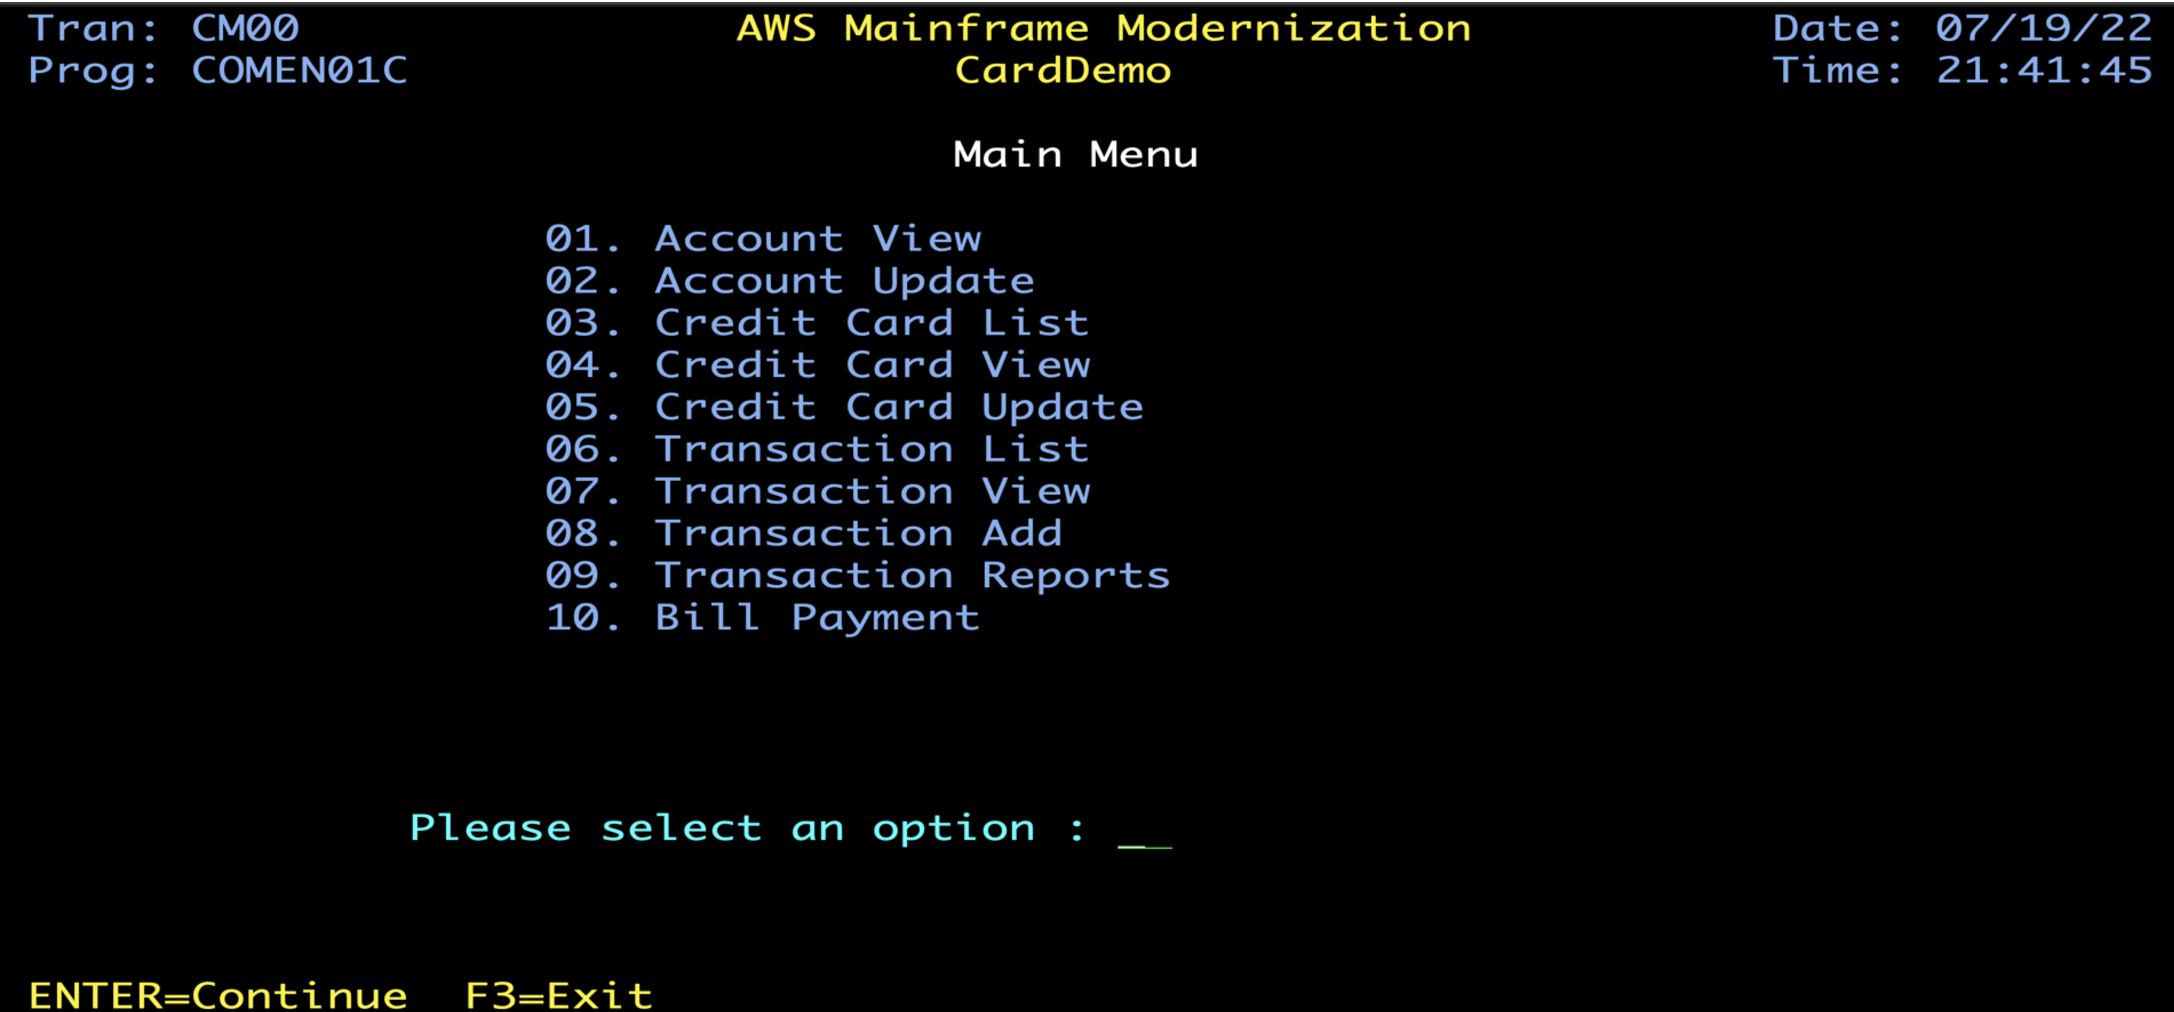 Tran: CM00 AWS Mainframe Modernization Date: 07/19/22
Prog: COMEN01C CardDemo Time: 21:41:45
Main Menu
01. Account View
02. Account Update
03. Credit Card List
04. Credit Card View
05. Credit Card Update
06. Transaction List
07. Transaction View
08. Transaction Add
09. Transaction Reports
10. Bill Payment
Please select an option : __
ENTER=Continue F3=Exit